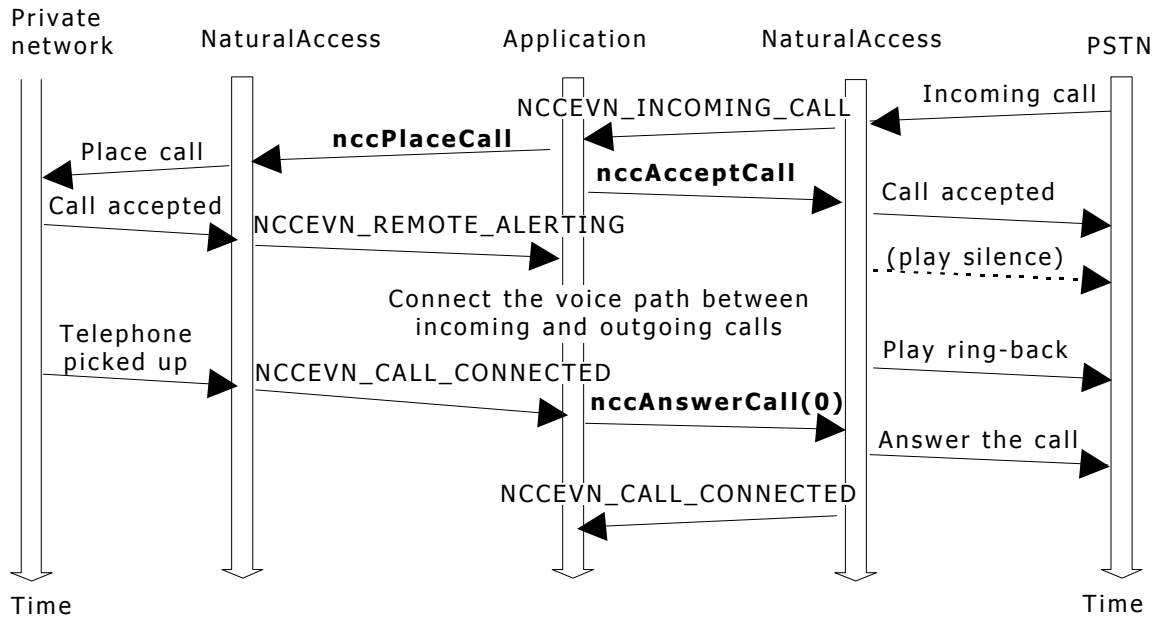 Private
network
NaturalAccess
Application
NaturalAccess
PSTN
Incoming call
NCCEVN_INCOMING_CALL
nccPlaceCall
Place call
nccAcceptCall
Call accepted
Call accepted
NCCEVN_REMOTE_ALERTING
(play silence)
Connect the voice path between
incoming and outgoing calls
Telephone
picked up
Play ring-back
NCCEVN_CALL_CONNECTED
nccAnswerCall(0)
Answer the call
NCCEVN_CALL_CONNECTED
Time
Time